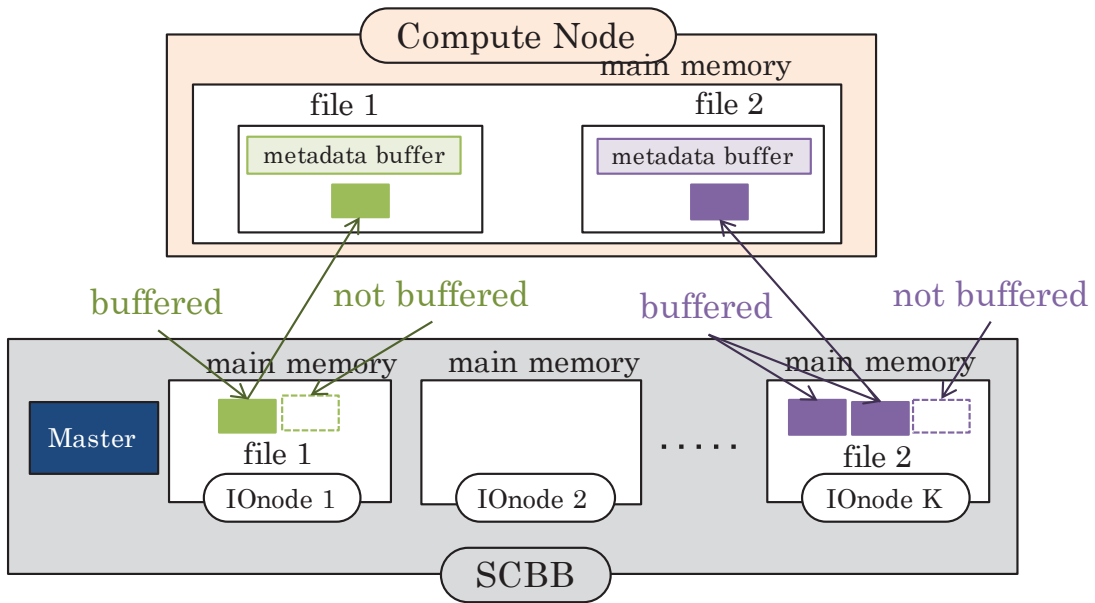 Compute Node
main memory
file 1
file 2
metadata buffer
metadata buffer
buffered
not buffered
buffered
not buffered
main memory
main memory
main memory
Master
file 1
.....
file 2
IOnode 1
IOnode 2
IOnode K
SCBB